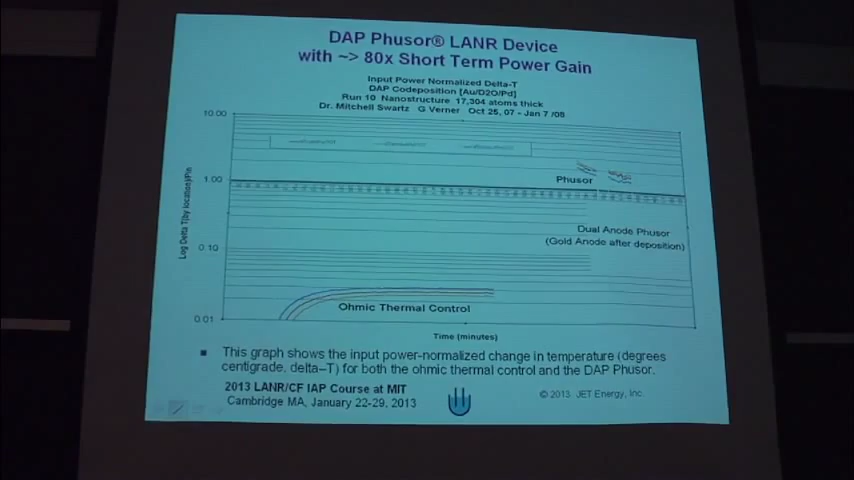 DAP Phusor® LANR Device
with ~> 80x Short Term Power Gain
Input Power Normalized Delta-T
DAP Codeposition [Au/D2O/Pd]
Run 10 Nanostructure 17,304 atoms thick
Dr. Mitchell Swartz G Verner Oct 25, 07 - Jan 7 /08
10.00
1.00
0.10
0.01
Log Delta T(by location)/Pin
Phusor
Dual Anode Phusor
(Gold Anode after deposition)
Ohmic Thermal Control
Time (minutes)
This graph shows the input power-normalized change in temperature (degrees
centigrade, delta–T) for both the ohmic thermal control and the DAP Phusor.
2013 LANR/CF IAP Course at MIT
Cambridge MA, January 22-29, 2013
© 2013 JET Energy, Inc